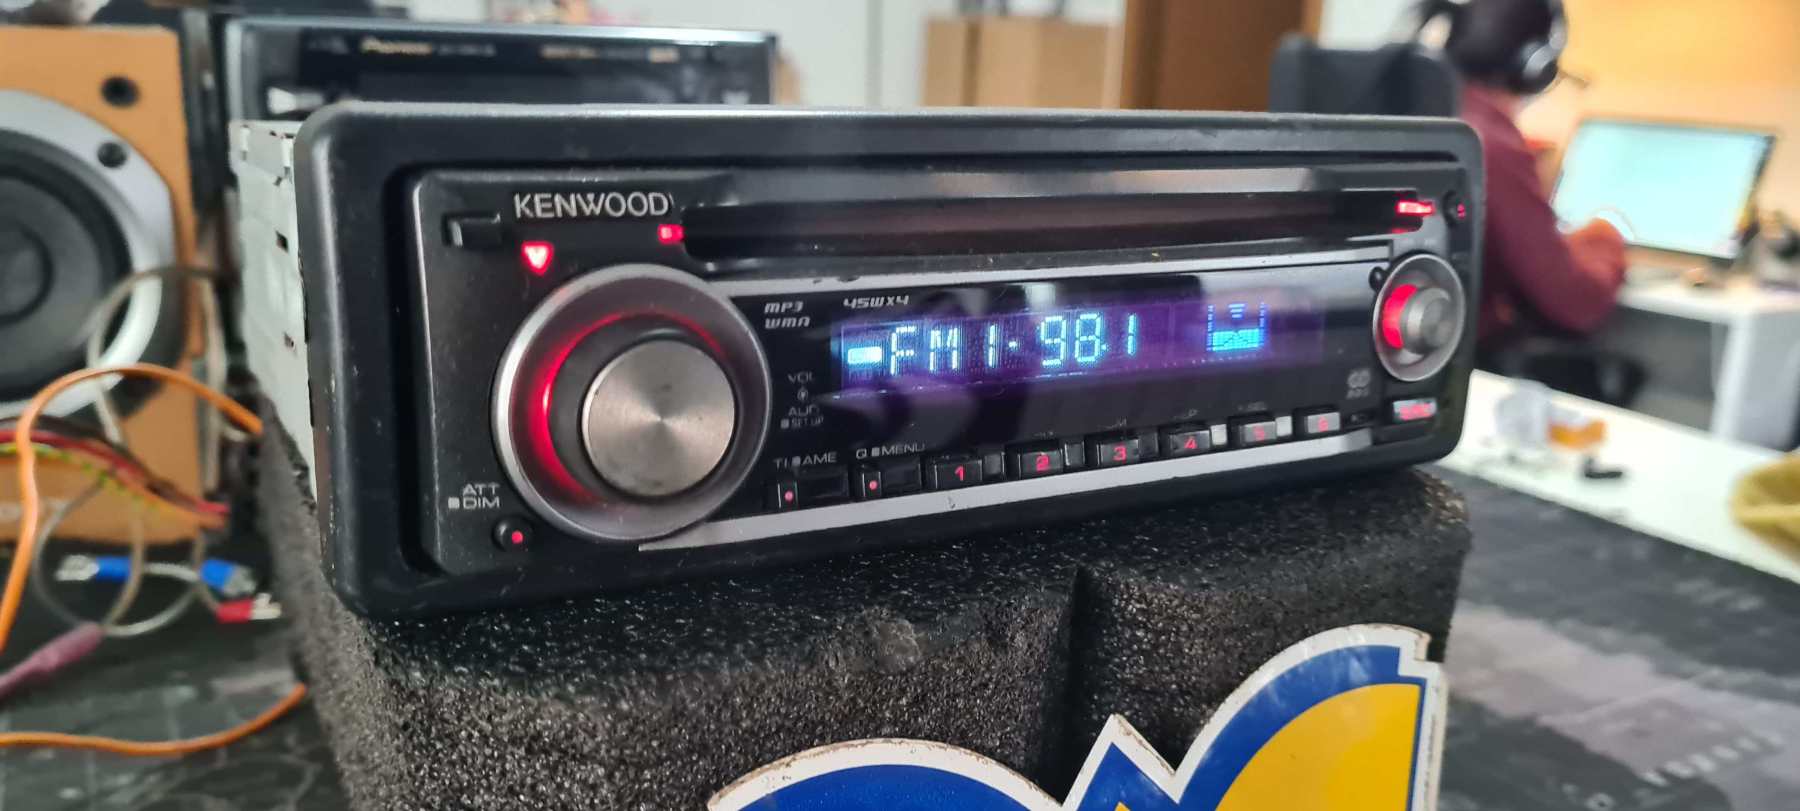 Pioneer
KENWOOD
MP3
WMA
45W×4
FM1 98.1
VOL
AUD
SET UP
TI AME
Q MENU
1
2
3
4
5
6
ATT
DIM